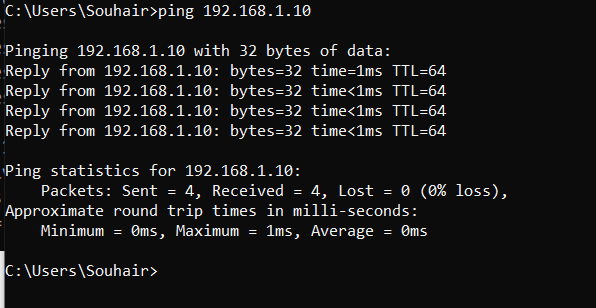 C:\Users\Souhair>ping 192.168.1.10
Pinging 192.168.1.10 with 32 bytes of data:
Reply from 192.168.1.10: bytes=32 time=1ms TTL=64
Reply from 192.168.1.10: bytes=32 time<1ms TTL=64
Reply from 192.168.1.10: bytes=32 time<1ms TTL=64
Reply from 192.168.1.10: bytes=32 time<1ms TTL=64
Ping statistics for 192.168.1.10:
    Packets: Sent = 4, Received = 4, Lost = 0 (0% loss),
Approximate round trip times in milli-seconds:
    Minimum = 0ms, Maximum = 1ms, Average = 0ms
C:\Users\Souhair>